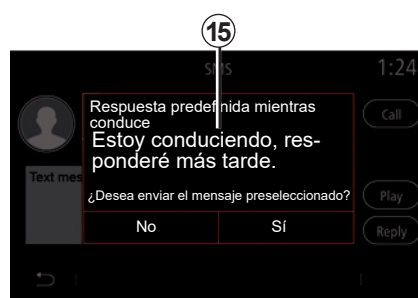 15
SMS
1:24
Respuesta predefinida mientras
conduce
Call
Estoy conduciendo, res-
ponderé más tarde.
Text mes
¿Desea enviar el mensaje preseleccionado?
Play
No
Sí
Reply